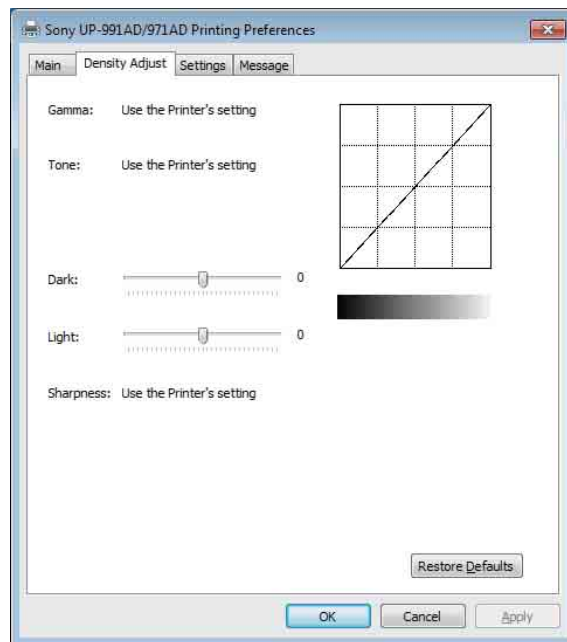 Sony UP-991AD/971AD Printing Preferences
Main Density Adjust Settings Message
Gamma: Use the Printer's setting
Tone: Use the Printer's setting
Dark: 0
Light: 0
Sharpness: Use the Printer's setting
Restore Defaults
OK Cancel Apply